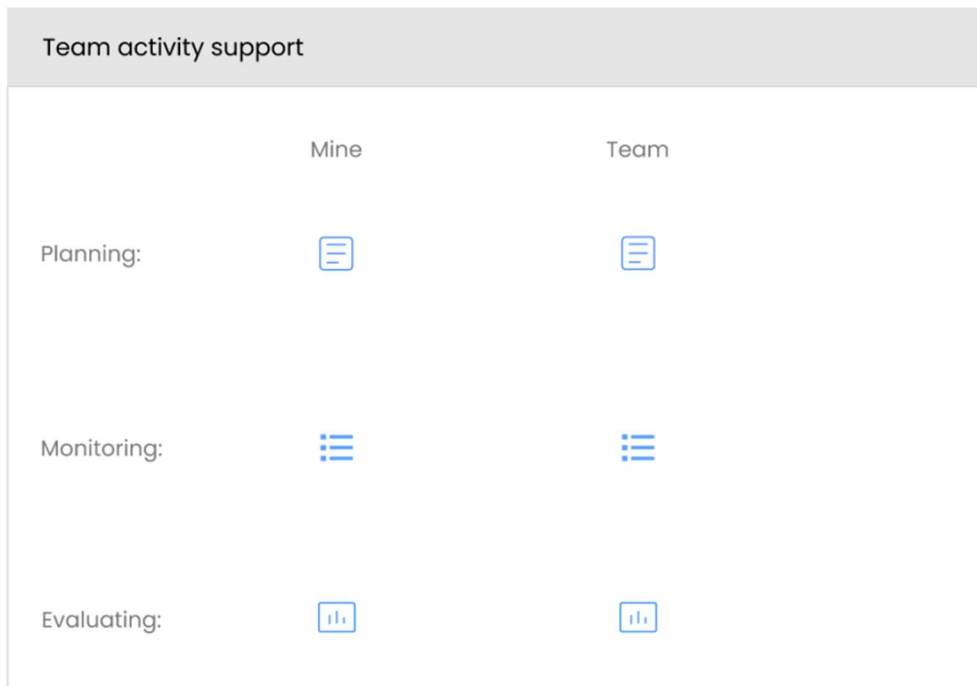 Team activity support
Mine Team
Planning:
Monitoring:
Evaluating: